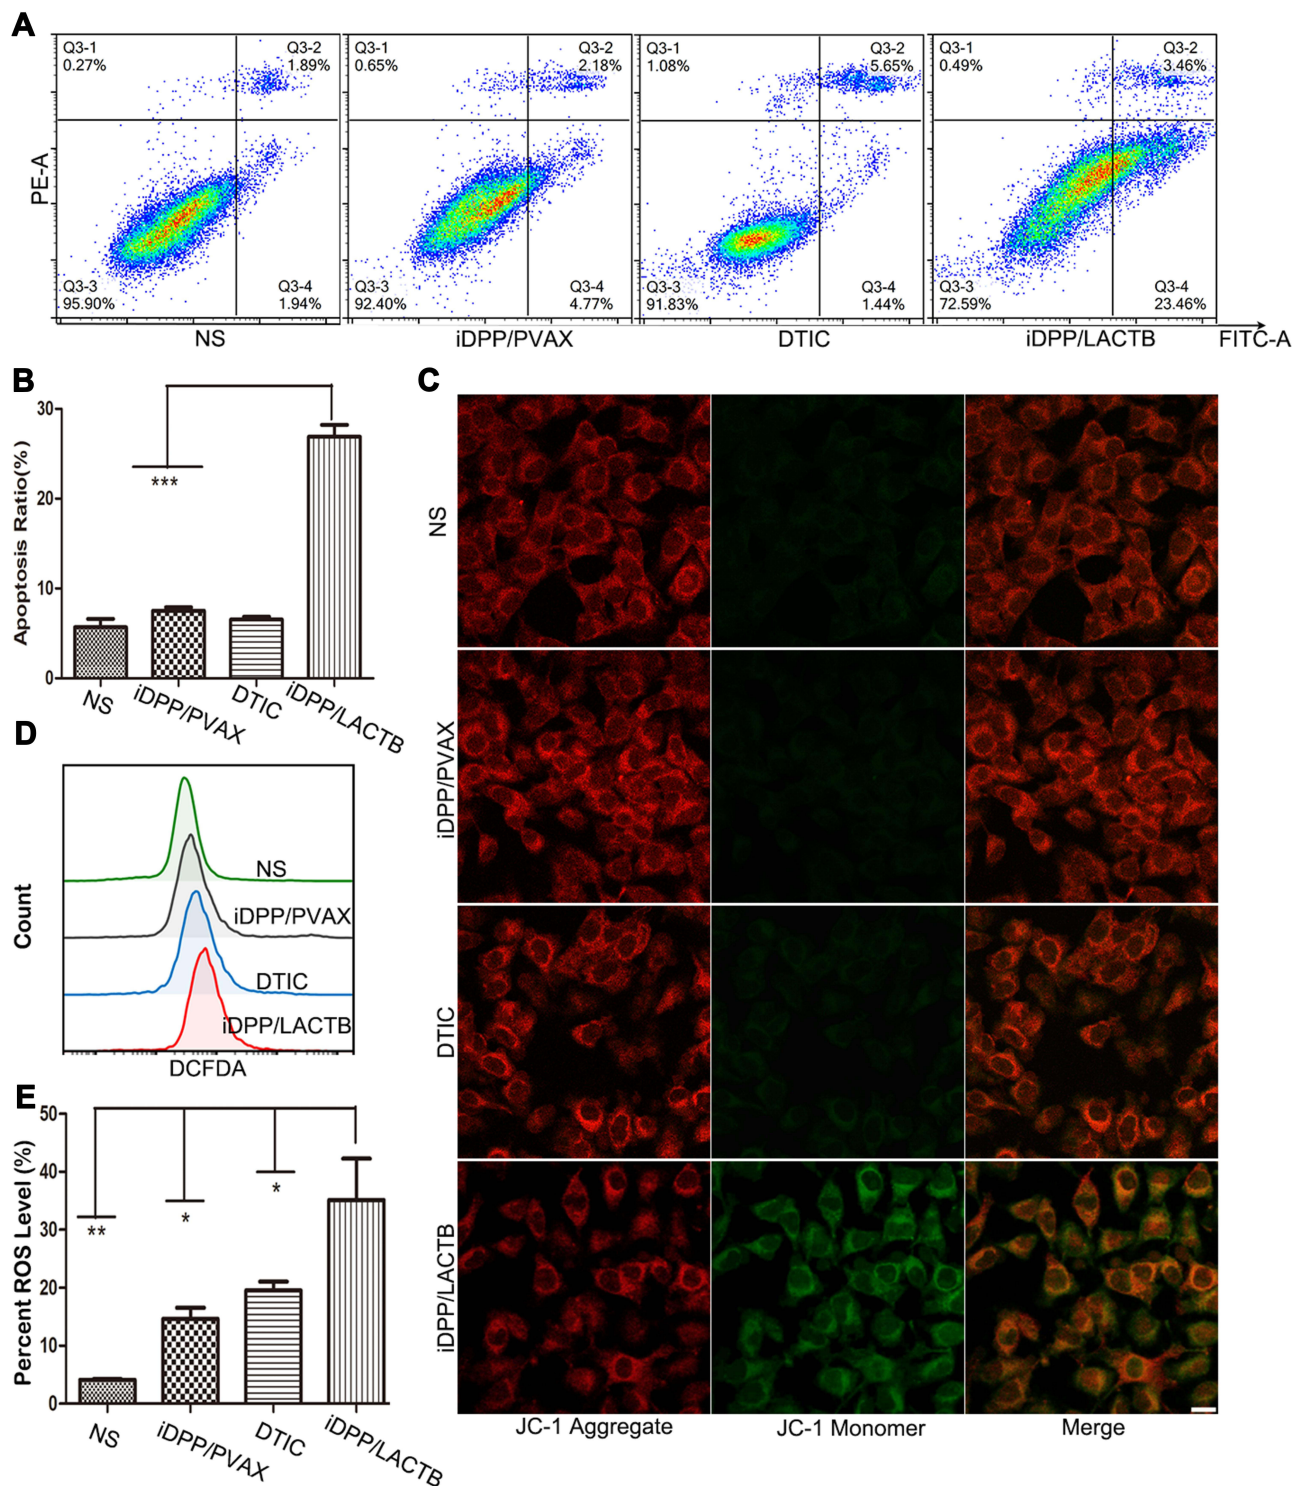 A
Q3-1
0.27%
Q3-2
1.89%
Q3-3
95.90%
Q3-4
1.94%
Q3-1
0.65%
Q3-2
2.18%
Q3-3
92.40%
Q3-4
4.77%
Q3-1
1.08%
Q3-2
5.65%
Q3-3
91.83%
Q3-4
1.44%
Q3-1
0.49%
Q3-2
3.46%
Q3-3
72.59%
Q3-4
23.46%
PE-A
NS
iDPP/PVAX
DTIC
iDPP/LACTB
FITC-A
B
Apoptosis Ratio(%)
30
20
10
0
***
NS
iDPP/PVAX
DTIC
iDPP/LACTB
C
NS
iDPP/PVAX
DTIC
iDPP/LACTB
JC-1 Aggregate
JC-1 Monomer
Merge
D
Count
NS
iDPP/PVAX
DTIC
iDPP/LACTB
DCFDA
E
Percent ROS Level (%)
50
40
30
20
10
0
**
*
*
NS
iDPP/PVAX
DTIC
iDPP/LACTB